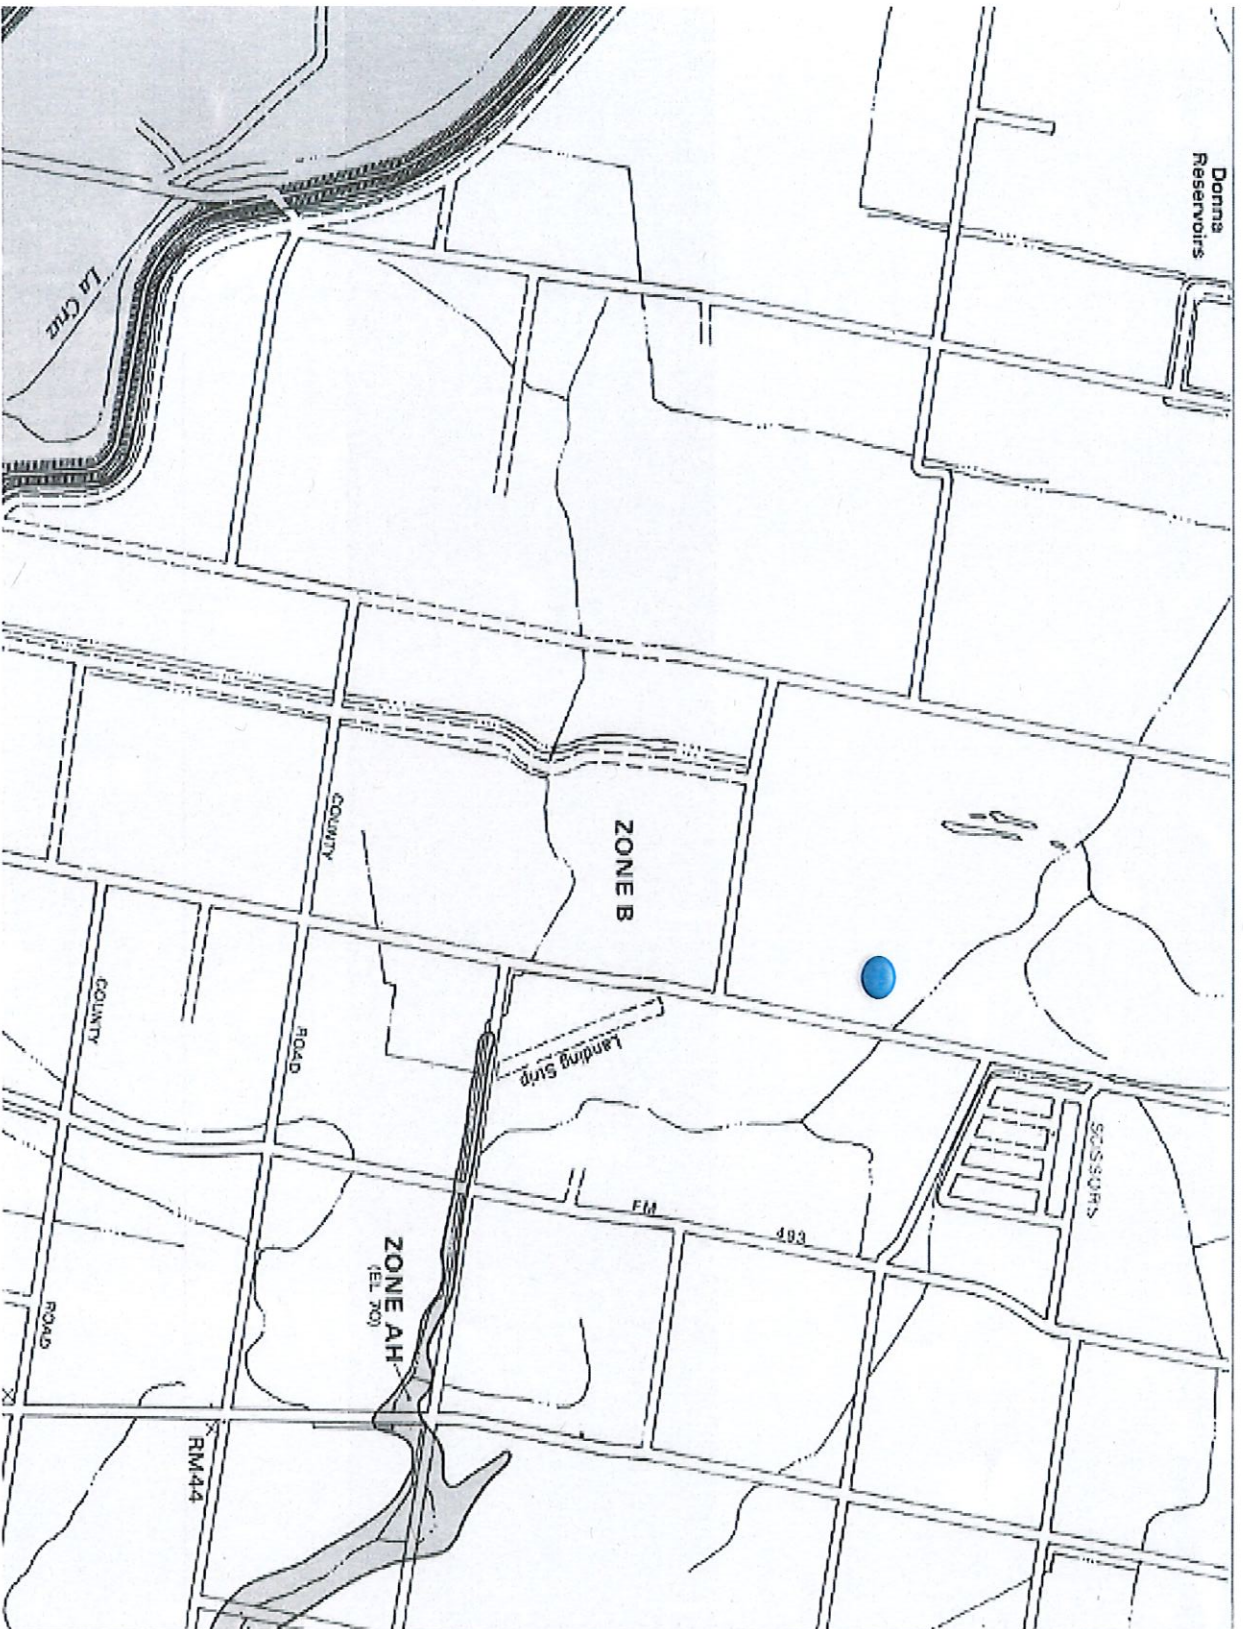 Donna
Reservoirs
La Cruz
COUNTY
ZONE B
COUNTY
ROAD
Landing Strip
SCISSORS
FM
493
ZONE AH
(EL 70)
ROAD
RM44